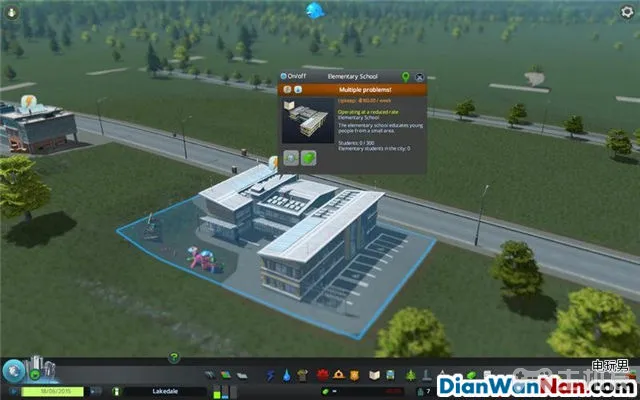 On/off
Elementary School
Multiple problems!
Upkeep: ₡160.00 / week
Operating at a reduced rate
Elementary School
The elementary school educates young
people from a small area.
Students: 0 / 300
Elementary students in the city: 0
18/06/2015
Lakedale
电玩男
DianWanNan.com